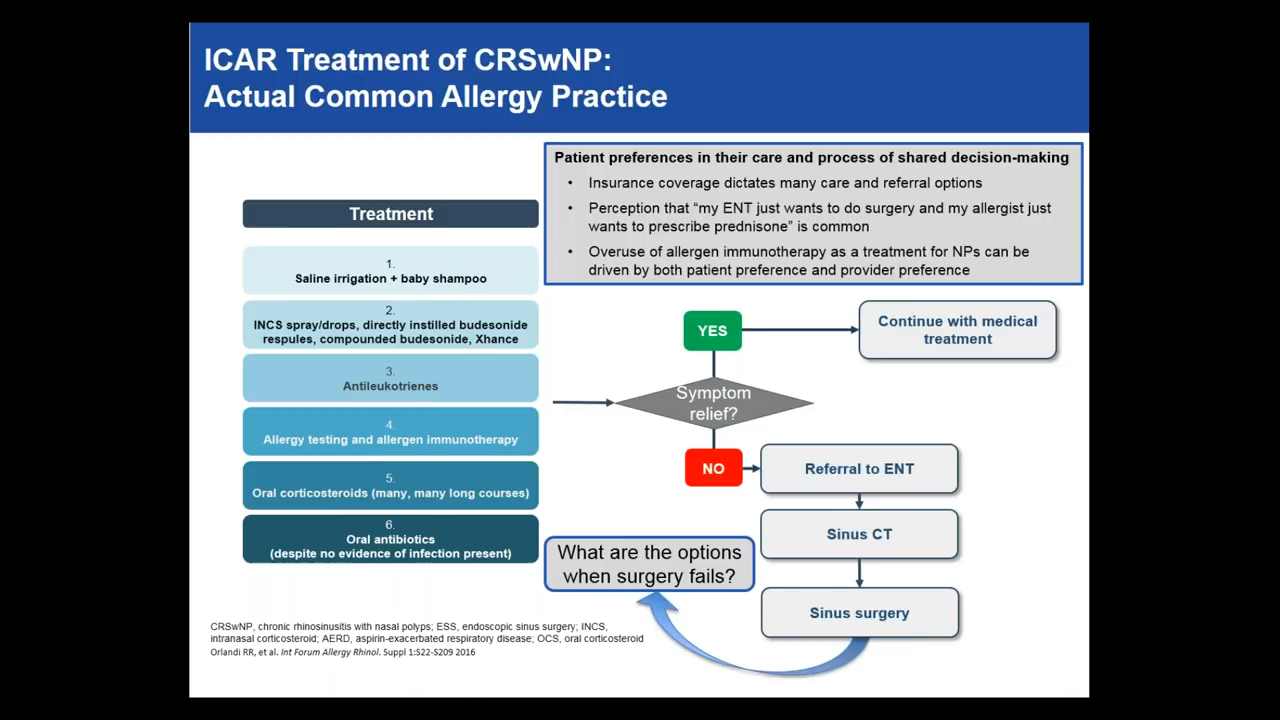 ICAR Treatment of CRSwNP:
Actual Common Allergy Practice
Patient preferences in their care and process of shared decision-making
• Insurance coverage dictates many care and referral options
• Perception that “my ENT just wants to do surgery and my allergist just
wants to prescribe prednisone” is common
• Overuse of allergen immunotherapy as a treatment for NPs can be
driven by both patient preference and provider preference
Treatment
1.
Saline irrigation + baby shampoo
2.
INCS spray/drops, directly instilled budesonide
respules, compounded budesonide, Xhance
3.
Antileukotrienes
4.
Allergy testing and allergen immunotherapy
5.
Oral corticosteroids (many, many long courses)
6.
Oral antibiotics
(despite no evidence of infection present)
YES
Continue with medical
treatment
Symptom
relief?
NO
Referral to ENT
Sinus CT
Sinus surgery
What are the options
when surgery fails?
CRSwNP, chronic rhinosinusitis with nasal polyps; ESS, endoscopic sinus surgery; INCS,
intranasal corticosteroid; AERD, aspirin-exacerbated respiratory disease; OCS, oral corticosteroid
Orlandi RR, et al. Int Forum Allergy Rhinol. Suppl 1:S22-S209 2016